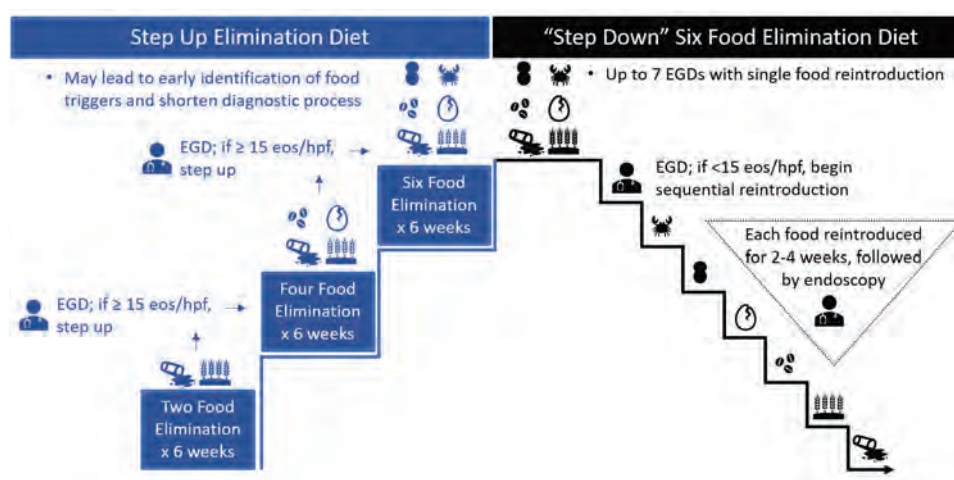 Step Up Elimination Diet
• May lead to early identification of food
triggers and shorten diagnostic process
EGD; if ≥ 15 eos/hpf,
step up
Six Food
Elimination
x 6 weeks
EGD; if ≥ 15 eos/hpf,
step up
Four Food
Elimination
x 6 weeks
Two Food
Elimination
x 6 weeks
“Step Down” Six Food Elimination Diet
• Up to 7 EGDs with single food reintroduction
EGD; if <15 eos/hpf, begin
sequential reintroduction
Each food reintroduced
for 2-4 weeks, followed
by endoscopy